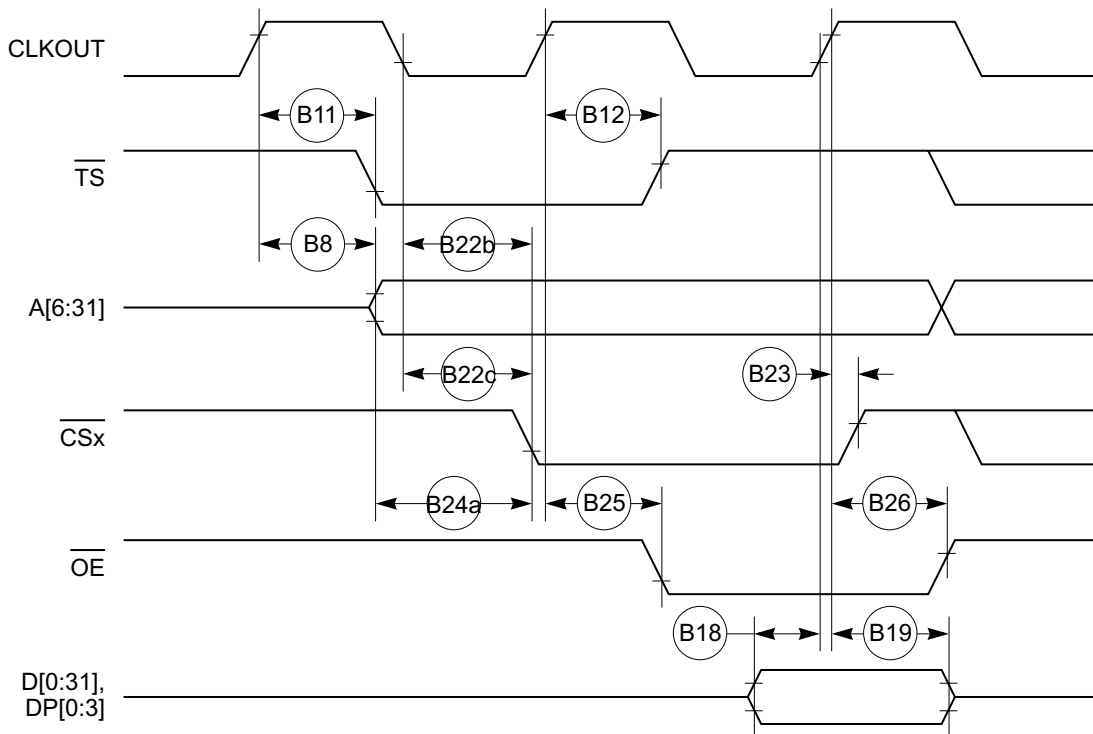 CLKOUT
B11
B12
TS
B8
B22b
A[6:31]
B22c
B23
CSx
B24a
B25
B26
OE
B18
B19
D[0:31],
DP[0:3]